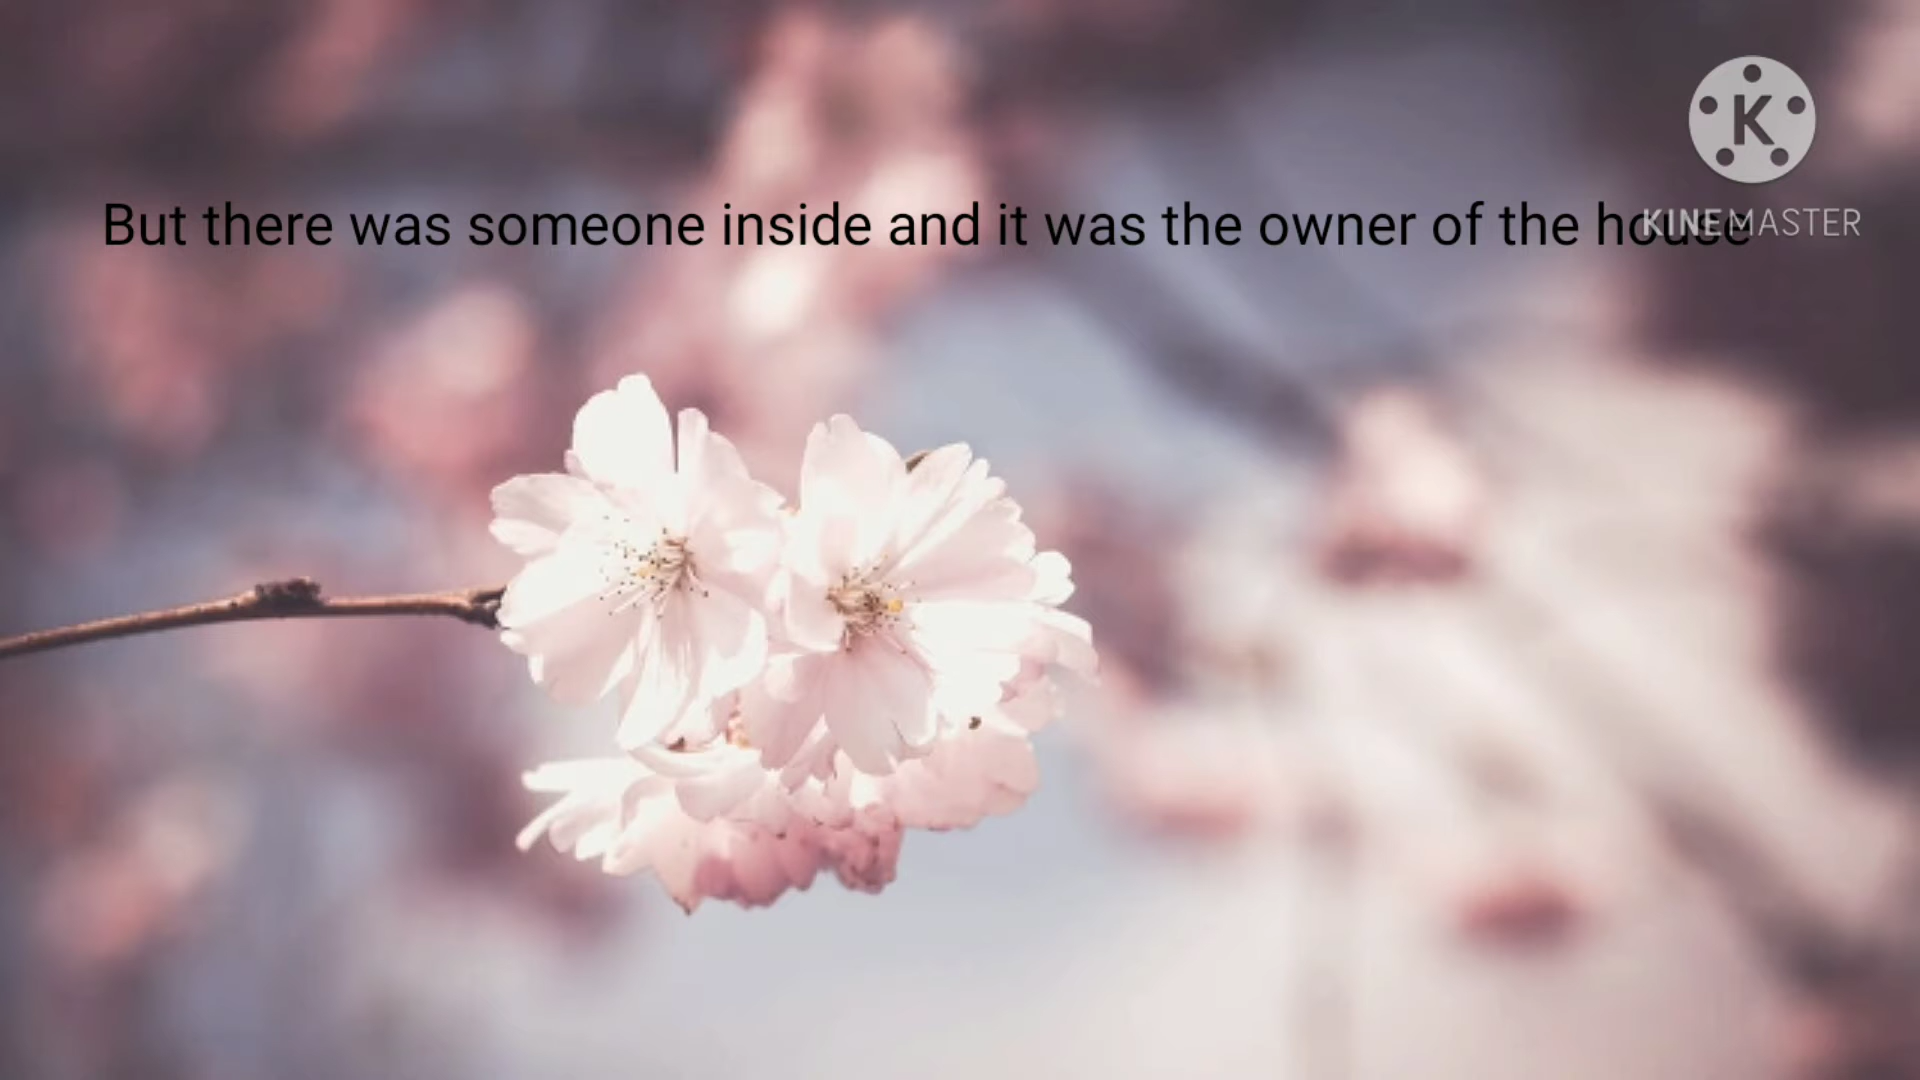 K
But there was someone inside and it was the owner of the house
KINEMASTER